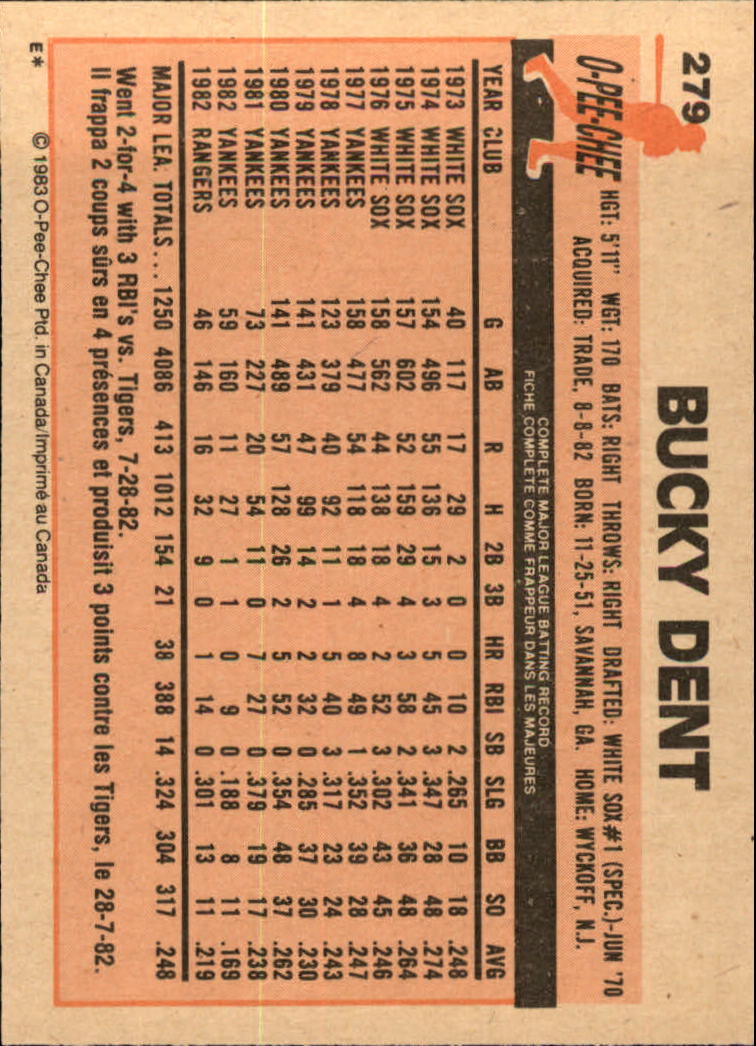 279
BUCKY DENT
O-PEE-CHEE
HGT: 5'11" WGT: 170 BATS: RIGHT THROWS: RIGHT DRAFTED: WHITE SOX #1 (SPEC.)-JUN '70
ACQUIRED: TRADE, 8-8-82 BORN: 11-25-51, SAVANNAH, GA. HOME: WYCKOFF, N.J.
COMPLETE MAJOR LEAGUE BATTING RECORD
FICHE COMPLETE COMME FRAPPEUR DANS LES MAJEURES
YEAR CLUB G AB R H 2B 3B HR RBI SB SLG BB SO AVG
1973 WHITE SOX 40 117 17 29 2 0 0 10 2 .265 10 18 .248
1974 WHITE SOX 154 496 55 136 15 3 5 45 3 .347 28 48 .274
1975 WHITE SOX 157 602 52 159 29 4 3 58 2 .341 36 48 .264
1976 WHITE SOX 158 562 44 138 18 4 2 52 3 .302 43 45 .246
1977 YANKEES 158 477 54 118 18 4 8 49 1 .352 39 28 .247
1978 YANKEES 123 379 40 92 11 1 5 40 3 .317 23 24 .243
1979 YANKEES 141 431 47 99 14 2 2 32 0 .285 37 30 .230
1980 YANKEES 141 489 57 128 26 2 5 52 0 .354 48 37 .262
1981 YANKEES 73 227 20 54 11 0 7 27 0 .379 19 17 .238
1982 YANKEES 59 160 11 27 1 1 0 9 0 .188 8 11 .169
1982 RANGERS 46 146 16 32 9 0 1 14 0 .301 13 11 .219
MAJOR LEA. TOTALS... 1250 4086 413 1012 154 21 38 388 14 .324 304 317 .248
Went 2-for-4 with 3 RBI's vs. Tigers, 7-28-82.
Il frappa 2 coups sûrs en 4 présences et produisit 3 points contre les Tigers, le 28-7-82.
E* © 1983 O-Pee-Chee Ptd. in Canada/Imprimé au Canada